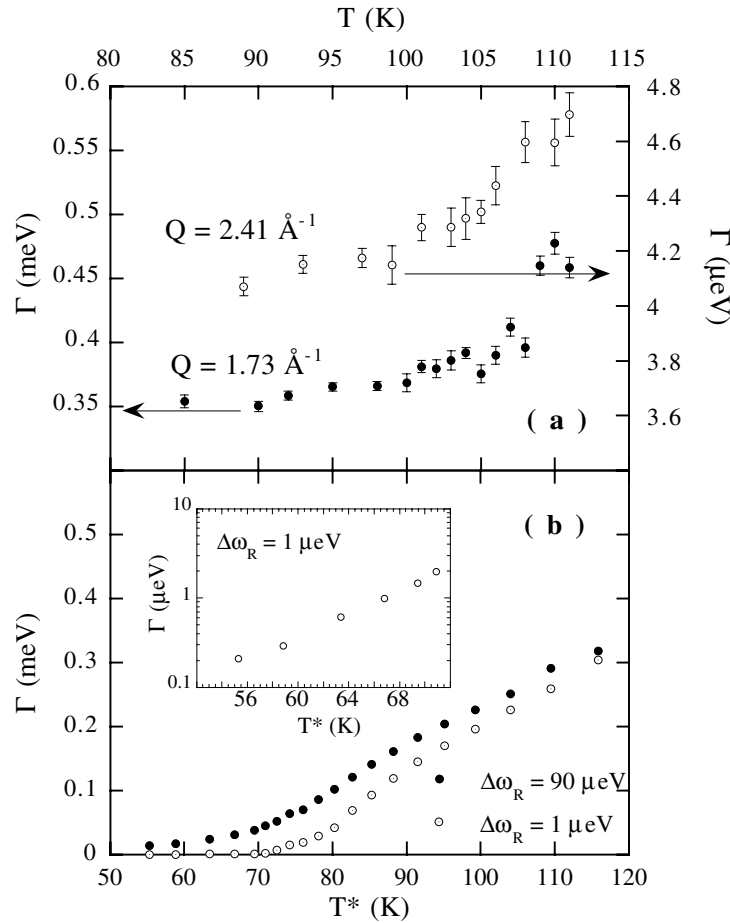 T (K)
80 85 90 95 100 105 110 115
0.6
0.55
0.5
0.45
0.4
0.35
Γ (meV)
4.8
4.6
4.4
4.2
4
3.8
3.6
Γ (μeV)
Q = 2.41 Å⁻¹
Q = 1.73 Å⁻¹
( a )
( b )
0.5
0.4
0.3
0.2
0.1
0
Γ (meV)
10
1
0.1
Γ (μeV)
Δω_R = 1 μeV
56 60 64 68
T* (K)
Δω_R = 90 μeV
Δω_R = 1 μeV
50 60 70 80 90 100 110 120
T* (K)